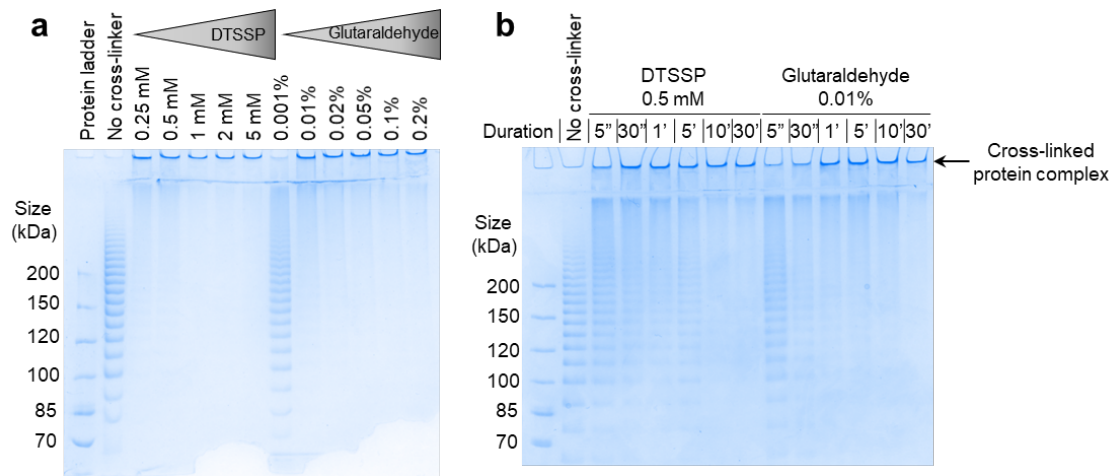 a
DTSSP
Glutaraldehyde
Protein ladder
No cross-linker
0.25 mM
0.5 mM
1 mM
2 mM
5 mM
0.001%
0.01%
0.02%
0.05%
0.1%
0.2%
Size
(kDa)
200
150
120
100
85
70
b
No cross-linker
DTSSP
0.5 mM
Glutaraldehyde
0.01%
Duration
5” 30” 1’ 5’ 10’ 30’ 5” 30” 1’ 5’ 10’ 30’
Cross-linked
protein complex
Size
(kDa)
200
150
120
100
85
70